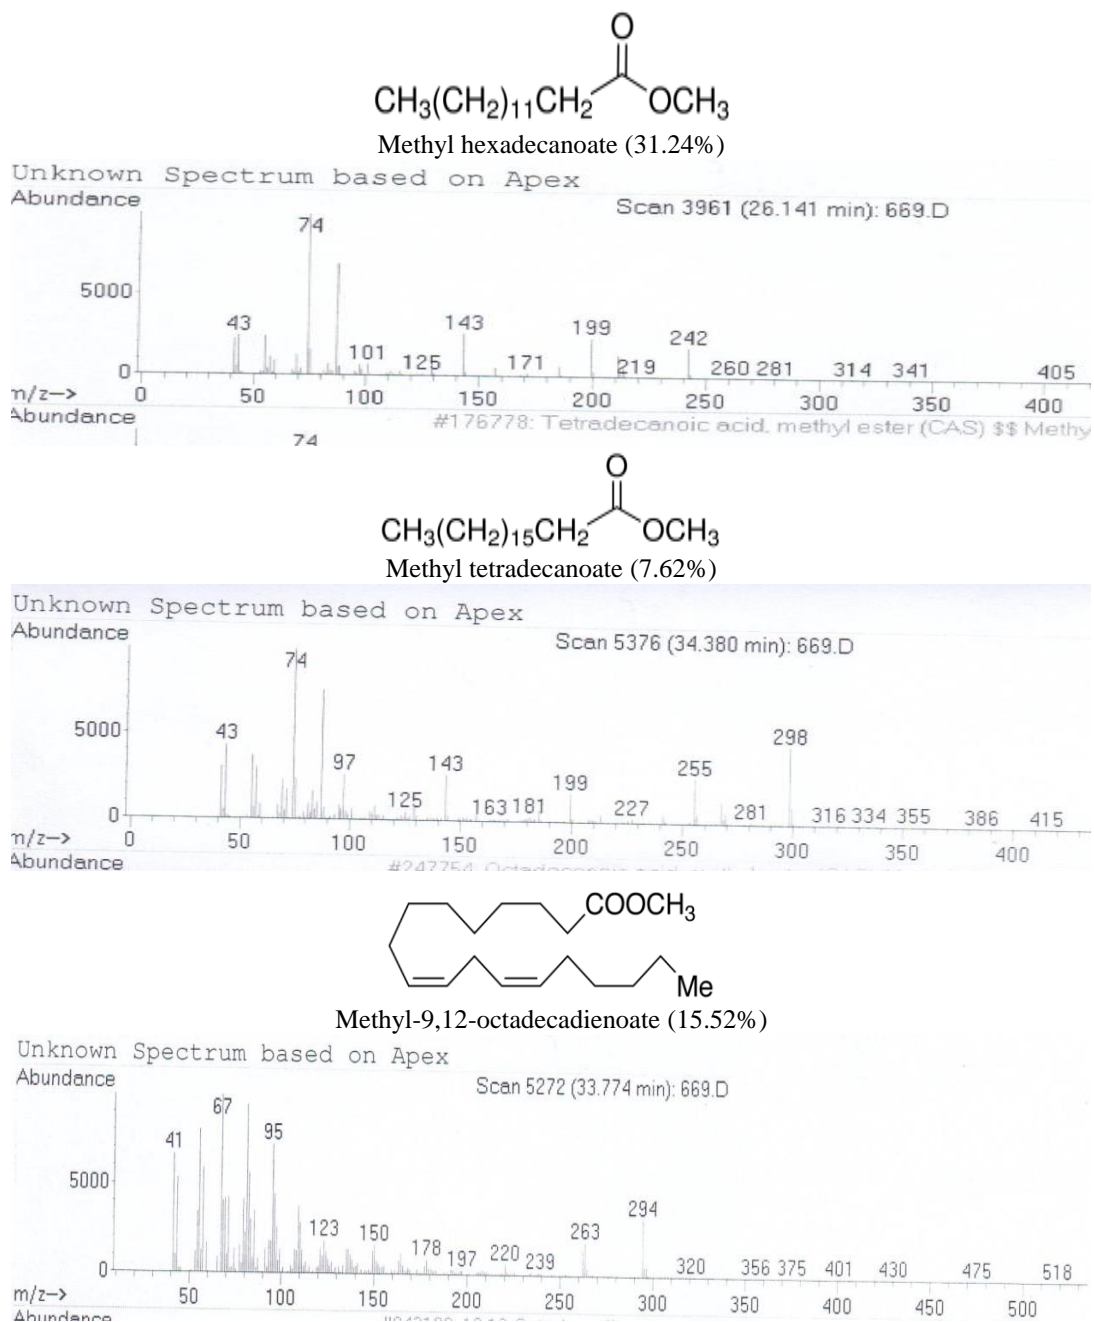 O
CH3(CH2)11CH2 OCH3
Methyl hexadecanoate (31.24%)
Unknown Spectrum based on Apex
Abundance
Scan 3961 (26.141 min): 669.D
74
5000
43 101 125 143 171 199 219 242 260 281 314 341 405
0
m/z--> 0 50 100 150 200 250 300 350 400
Abundance
#176778: Tetradecanoic acid, methyl ester (CAS) $$ Methy
74
O
CH3(CH2)15CH2 OCH3
Methyl tetradecanoate (7.62%)
Unknown Spectrum based on Apex
Abundance
Scan 5376 (34.380 min): 669.D
74
5000
43 97 125 143 163 181 199 227 255 281 298 316 334 355 386 415
0
m/z--> 0 50 100 150 200 250 300 350 400
Abundance
COOCH3
Me
Methyl-9,12-octadecadienoate (15.52%)
Unknown Spectrum based on Apex
Abundance
Scan 5272 (33.774 min): 669.D
67
41 95
5000
123 150 178 197 220 239 263 294 320 356 375 401 430 475 518
0
m/z--> 50 100 150 200 250 300 350 400 450 500
Abundance